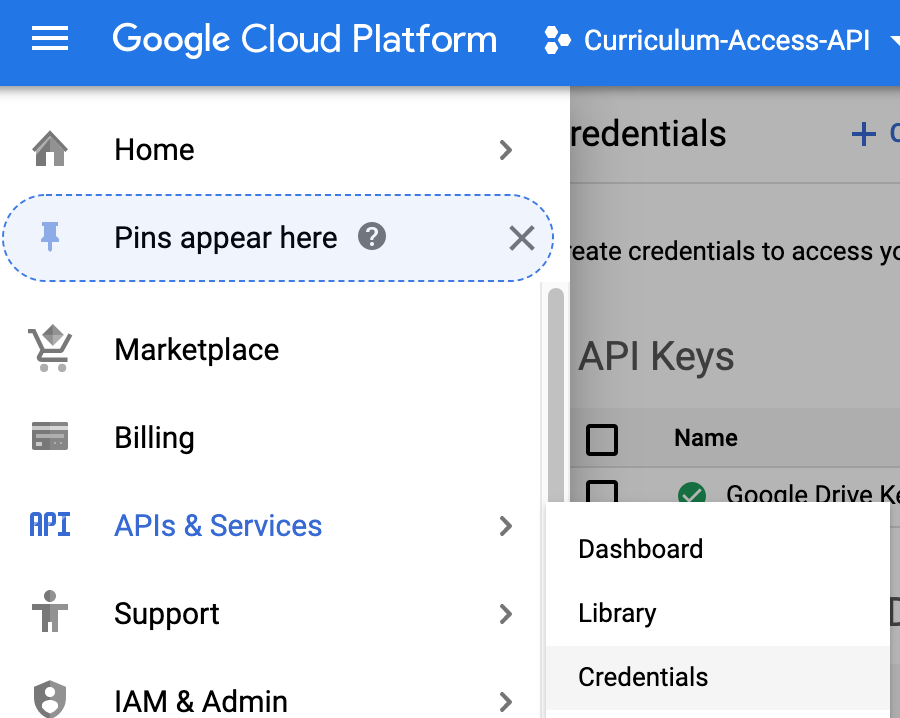 Google Cloud Platform
Curriculum-Access-API
Home
Pins appear here ?
Marketplace
Billing
API APIs & Services
Support
IAM & Admin
redentials
eate credentials to access yo
API Keys
Name
Google Drive Ke
Dashboard
Library
Credentials